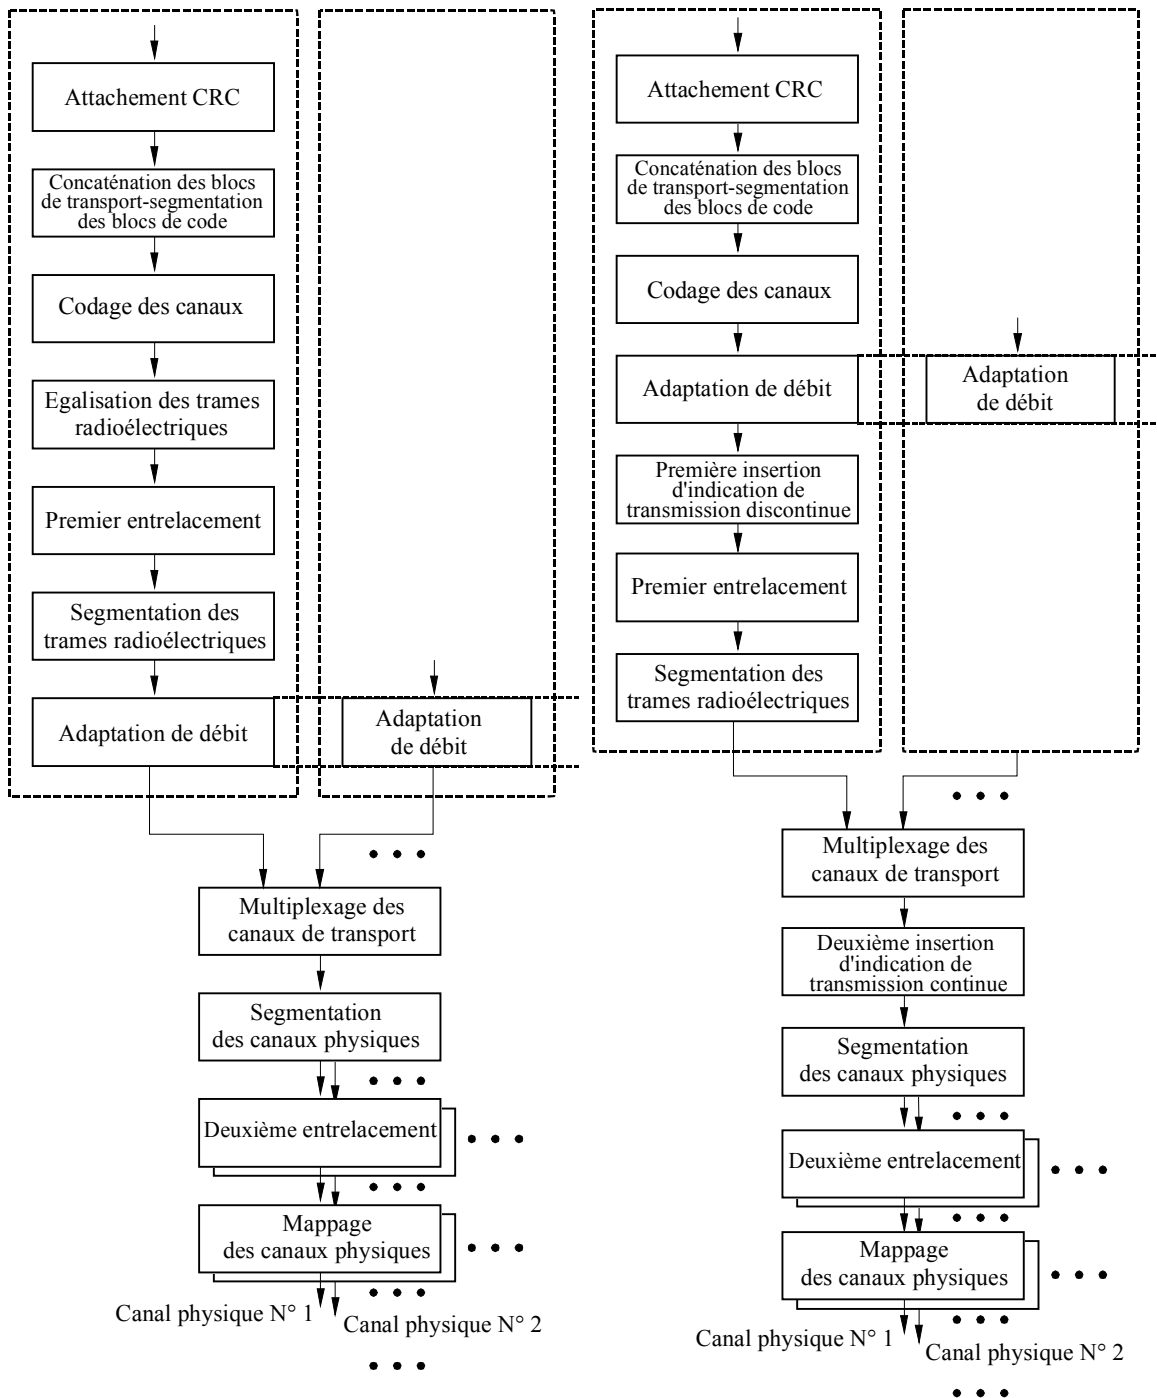 Attachement CRC
Concaténation des blocs
de transport-segmentation
des blocs de code
Codage des canaux
Egalisation des trames
radioélectriques
Premier entrelacement
Segmentation des
trames radioélectriques
Adaptation de débit
Adaptation
de débit
Multiplexage des
canaux de transport
Segmentation
des canaux physiques
Deuxième entrelacement
Mappage
des canaux physiques
Canal physique N° 1
Canal physique N° 2
Attachement CRC
Concaténation des blocs
de transport-segmentation
des blocs de code
Codage des canaux
Adaptation de débit
Adaptation
de débit
Première insertion
d'indication de
transmission discontinue
Premier entrelacement
Segmentation des
trames radioélectriques
Multiplexage des
canaux de transport
Deuxième insertion
d'indication de
transmission continue
Segmentation
des canaux physiques
Deuxième entrelacement
Mappage
des canaux physiques
Canal physique N° 1
Canal physique N° 2